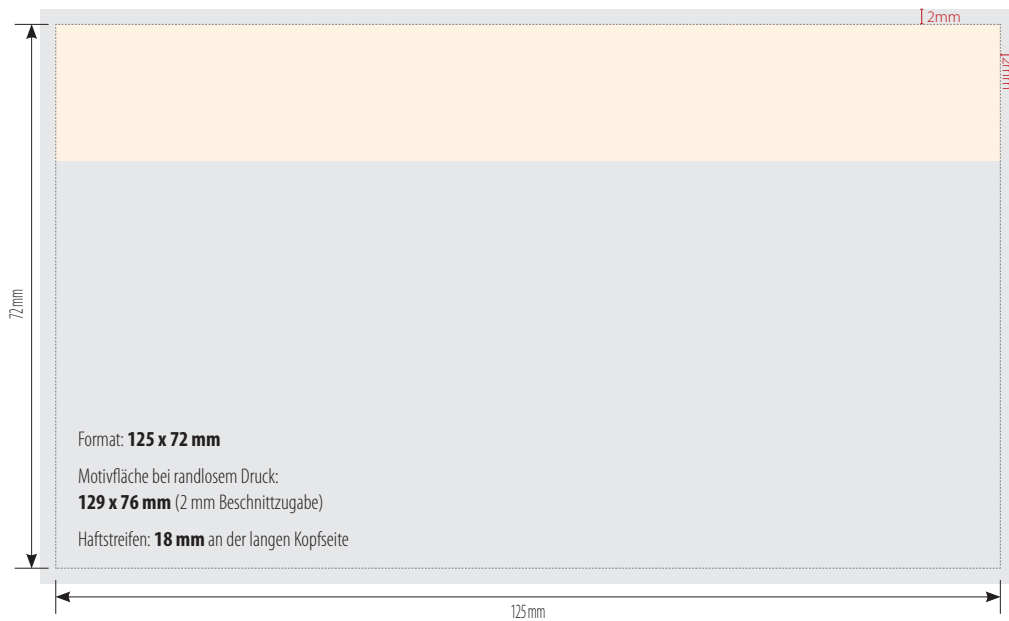 2mm
2mm
72 mm
Format: 125 x 72 mm
Motivfläche bei randlosem Druck:
129 x 76 mm (2 mm Beschnittzugabe)
Haftstreifen: 18 mm an der langen Kopfseite
125 mm